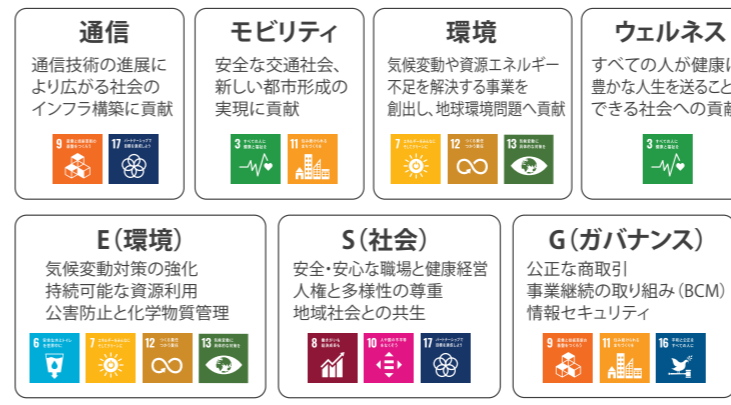 通信
通信技術の進展に
より広がる社会の
インフラ構築に貢献
9
17
モビリティ
安全な交通社会、
新しい都市形成の
実現に貢献
3
11
環境
気候変動や資源エネルギー
不足を解決する事業を
創出し、地球環境問題へ貢献
7
12
13
ウェルネス
すべての人が健康に
豊かな人生を送ること
できる社会への貢献
3
E（環境）
気候変動対策の強化
持続可能な資源利用
公害防止と化学物質管理
6
7
12
13
S（社会）
安全・安心な職場と健康経営
人権と多様性の尊重
地域社会との共生
8
10
17
G（ガバナンス）
公正な商取引
事業継続の取り組み（BCM）
情報セキュリティ
9
11
16